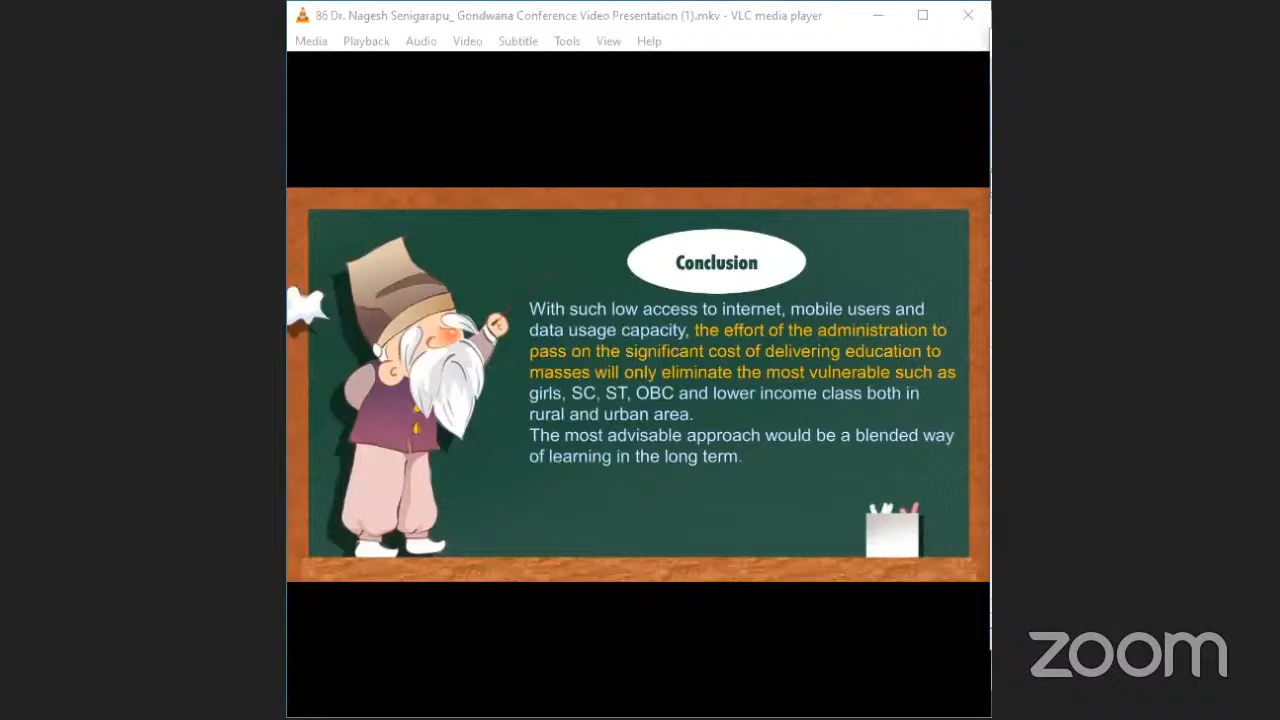 86 Dr. Nagesh Senigarapu_ Gondwana Conference Video Presentation (1).mkv - VLC media player
Media Playback Audio Video Subtitle Tools View Help
Conclusion
With such low access to internet, mobile users and
data usage capacity, the effort of the administration to
pass on the significant cost of delivering education to
masses will only eliminate the most vulnerable such as
girls, SC, ST, OBC and lower income class both in
rural and urban area.
The most advisable approach would be a blended way
of learning in the long term.
zoom